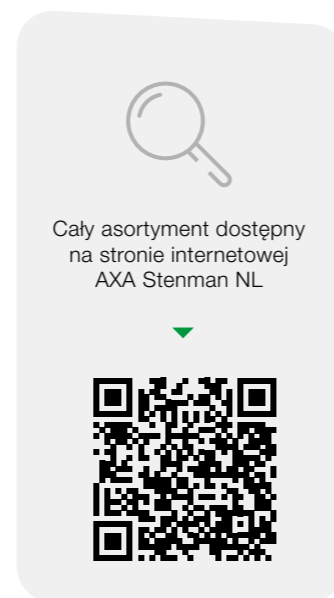 Cały asortyment dostępny
na stronie internetowej
AXA Stenman NL